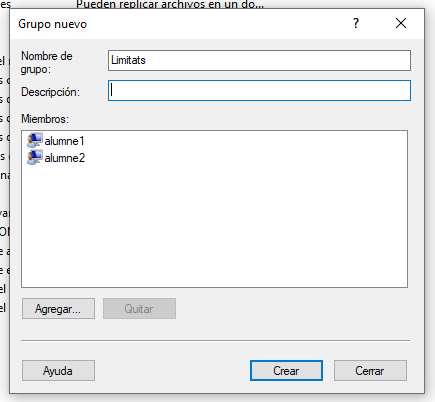 es
Pueden replicar archivos en un do...
Grupo nuevo
Nombre de
grupo:
Limitats
Descripción:
Miembros:
alumne1
alumne2
Agregar...
Quitar
Ayuda
Crear
Cerrar